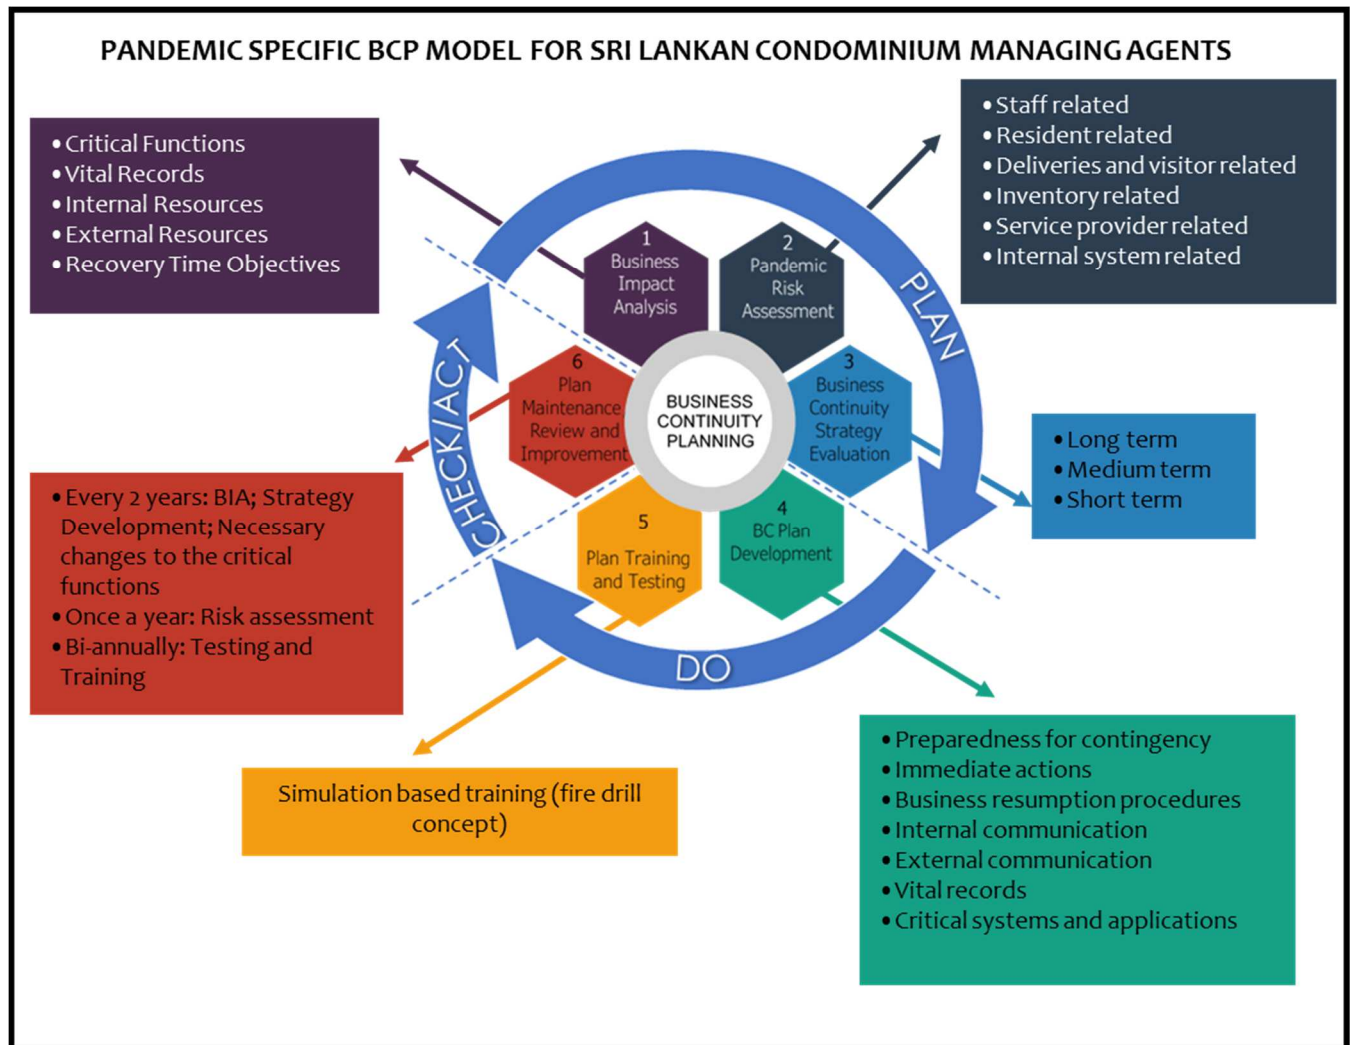 PANDEMIC SPECIFIC BCP MODEL FOR SRI LANKAN CONDOMINIUM MANAGING AGENTS
• Critical Functions
• Vital Records
• Internal Resources
• External Resources
• Recovery Time Objectives
• Staff related
• Resident related
• Deliveries and visitor related
• Inventory related
• Service provider related
• Internal system related
1
Business
Impact
Analysis
2
Pandemic
Risk
Assessment
PLAN
3
Business
Continuity
Strategy
Evaluation
• Long term
• Medium term
• Short term
BUSINESS
CONTINUITY
PLANNING
4
BC Plan
Development
• Preparedness for contingency
• Immediate actions
• Business resumption procedures
• Internal communication
• External communication
• Vital records
• Critical systems and applications
DO
5
Plan Training
and Testing
Simulation based training (fire drill
concept)
6
Plan
Maintenance
Review and
Improvement
CHECK/ACT
• Every 2 years: BIA; Strategy
Development; Necessary
changes to the critical
functions
• Once a year: Risk assessment
• Bi-annually: Testing and
Training